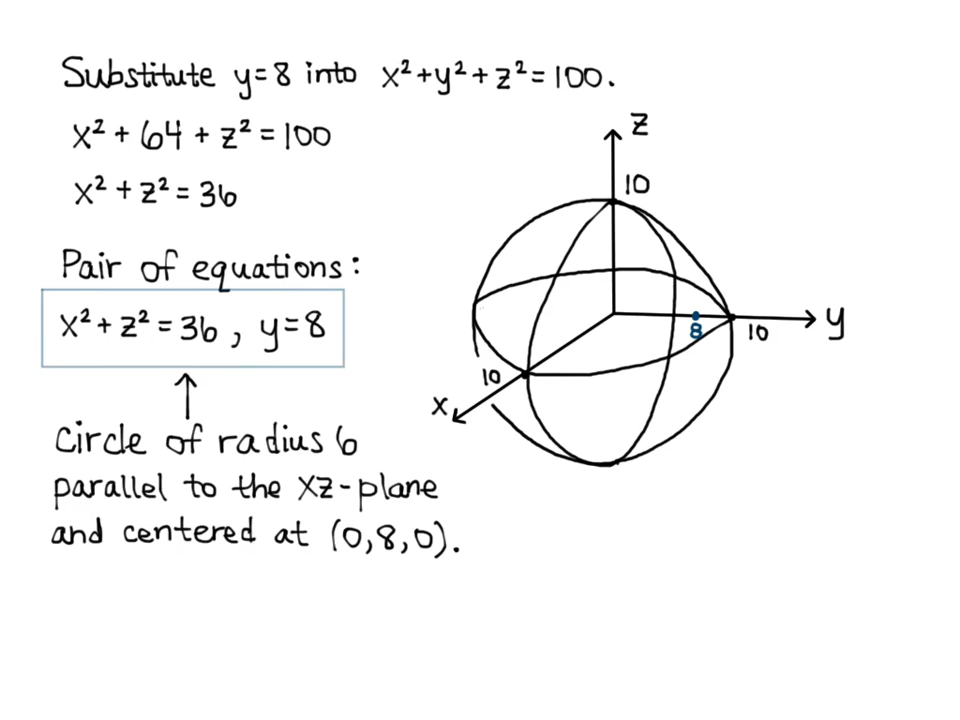 Substitute y=8 into x²+y²+z²=100.
x²+64+z²=100
x²+z²=36
Pair of equations:
x²+z²=36, y=8
Circle of radius 6
parallel to the xz-plane
and centered at (0,8,0).
z
10
y
8
10
10
x